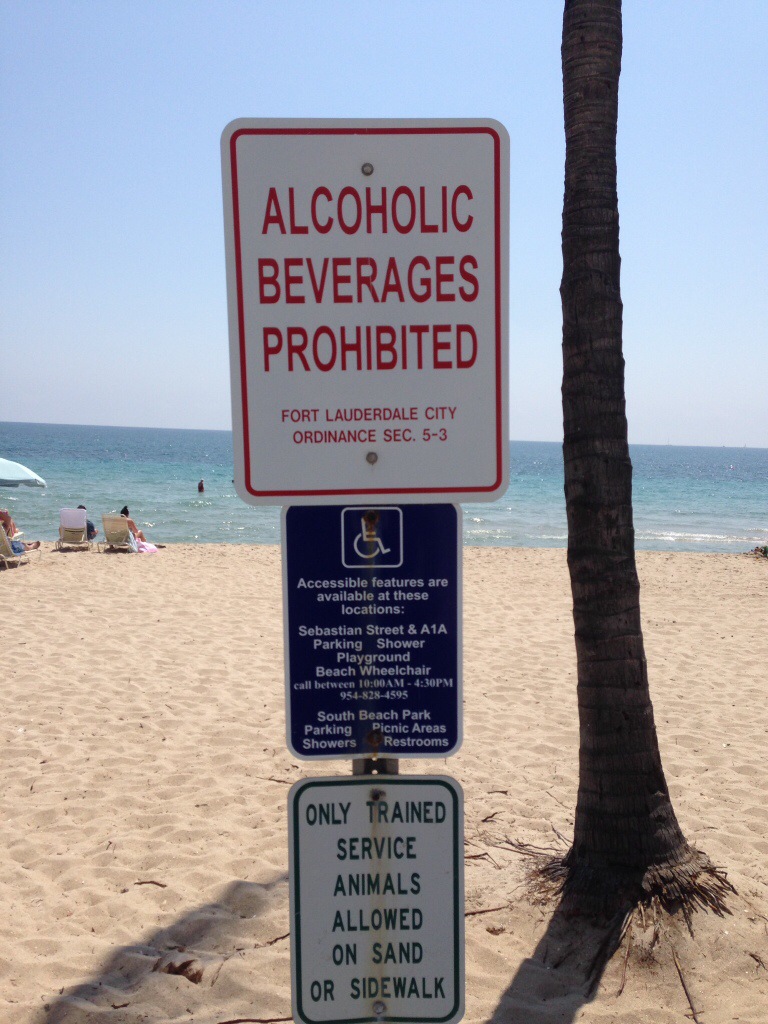 ALCOHOLIC
BEVERAGES
PROHIBITED
FORT LAUDERDALE CITY
ORDINANCE SEC. 5-3
Accessible features are
available at these
locations:
Sebastian Street & A1A
Parking Shower
Playground
Beach Wheelchair
call between 10:00AM - 4:30PM
954-828-4595
South Beach Park
Parking Picnic Areas
Showers Restrooms
ONLY TRAINED
SERVICE
ANIMALS
ALLOWED
ON SAND
OR SIDEWALK